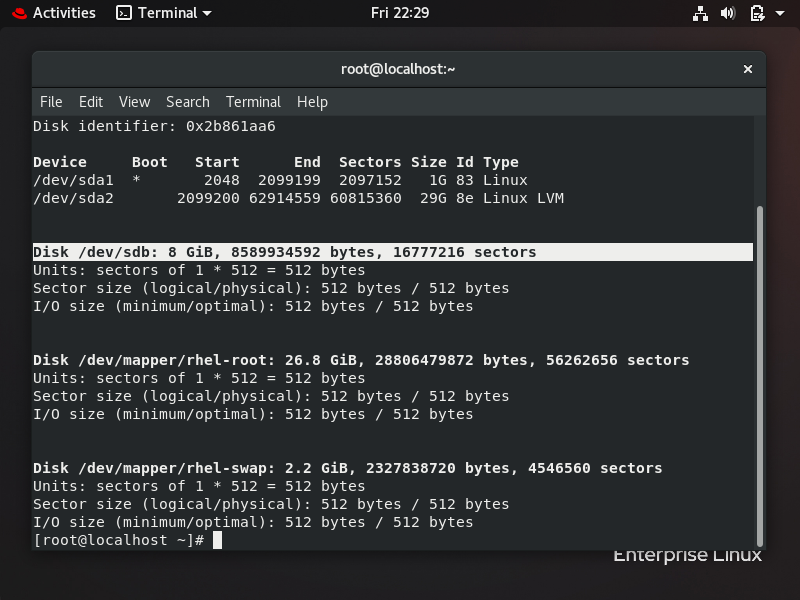 Activities Terminal Fri 22:29
root@localhost:~ ×
File Edit View Search Terminal Help
Disk identifier: 0x2b861aa6
Device     Boot   Start      End  Sectors Size Id Type
/dev/sda1  *       2048  2099199  2097152   1G 83 Linux
/dev/sda2       2099200 62914559 60815360  29G 8e Linux LVM
Disk /dev/sdb: 8 GiB, 8589934592 bytes, 16777216 sectors
Units: sectors of 1 * 512 = 512 bytes
Sector size (logical/physical): 512 bytes / 512 bytes
I/O size (minimum/optimal): 512 bytes / 512 bytes
Disk /dev/mapper/rhel-root: 26.8 GiB, 28806479872 bytes, 56262656 sectors
Units: sectors of 1 * 512 = 512 bytes
Sector size (logical/physical): 512 bytes / 512 bytes
I/O size (minimum/optimal): 512 bytes / 512 bytes
Disk /dev/mapper/rhel-swap: 2.2 GiB, 2327838720 bytes, 4546560 sectors
Units: sectors of 1 * 512 = 512 bytes
Sector size (logical/physical): 512 bytes / 512 bytes
I/O size (minimum/optimal): 512 bytes / 512 bytes
[root@localhost ~]#
Enterprise Linux